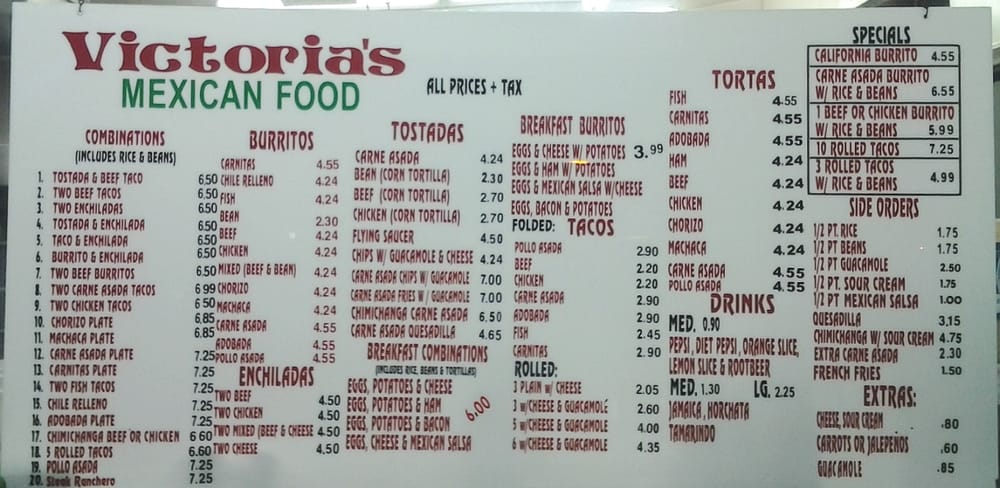 Victoria's
MEXICAN FOOD
ALL PRICES + TAX
COMBINATIONS
(INCLUDES RICE & BEANS)
1. TOSTADA & BEEF TACO 6.50
2. TWO BEEF TACOS 6.50
3. TWO ENCHILADAS 6.50
4. TOSTADA & ENCHILADA 6.50
5. TACO & ENCHILADA 6.50
6. BURRITO & ENCHILADA 6.50
7. TWO BEEF BURRITOS 6.50
8. TWO CARNE ASADA TACOS 6.99
9. TWO CHICKEN TACOS 6 50
10. CHORIZO PLATE 6.85
11. MACHACA PLATE 6.85
12. CARNE ASADA PLATE 7.25
13. CARNITAS PLATE 7.25
14. TWO FISH TACOS 7.25
15. CHILE RELLENO 7.25
16. ADOBADA PLATE 7.25
17. CHIMICHANGA BEEF OR CHICKEN 6 60
18. 5 ROLLED TACOS 6.60
19. POLLO ASADA 7.25
20. Steak Ranchero 7.25
BURRITOS
CARNITAS 4.55
CHILE RELLENO 4.24
FISH 4.24
BEAN 2.30
BEEF 4.24
CHICKEN 4.24
MIXED (BEEF & BEAN) 4.24
CHORIZO 4.24
MACHACA 4.24
CARNE ASADA 4.55
ADOBADA 4.55
POLLO ASADA 4.55
ENCHILADAS
TWO BEEF 4.50
TWO CHICKEN 4.50
TWO MIXED (BEEF & CHEESE 4.50
TWO CHEESE 4.50
TOSTADAS
CARNE ASADA 4.24
BEAN (CORN TORTILLA) 2.30
BEEF (CORN TORTILLA) 2.70
CHICKEN (CORN TORTILLA) 2.70
FLYING SAUCER 4.50
CHIPS W/ GUACAMOLE & CHEESE 4.24
CARNE ASADA CHIPS W/ GUACAMOLE 7.00
CARNE ASADA FRIES W/ GUACAMOLE 7.00
CHIMICHANGA CARNE ASADA 6.50
CARNE ASADA QUESADILLA 4.65
BREAKFAST COMBINATIONS
(INCLUDES RICE, BEANS & TORTILLAS)
EGGS, POTATOES & CHEESE
EGGS, POTATOES & HAM
EGGS, POTATOES & BACON
EGGS, CHEESE & MEXICAN SALSA
6.00
BREAKFAST BURRITOS
EGGS & CHEESE W/ POTATOES 3.99
EGGS & HAM W/ POTATOES
EGGS & MEXICAN SALSA W/CHEESE
EGGS, BACON & POTATOES
FOLDED: TACOS
POLLO ASADA 2.90
BEEF 2.20
CHICKEN 2.20
CARNE ASADA 2.90
ADOBADA 2.90
FISH 2.45
CARNITAS 2.90
ROLLED:
3 PLAIN w/ CHEESE 2.05
3 w/CHEESE & GUACAMOLE 2.60
5 w/CHEESE & GUACAMOLE 4.00
6 w/CHEESE & GUACAMOLE 4.35
TORTAS
FISH 4.55
CARNITAS 4.55
ADOBADA 4.55
HAM 4.24
BEEF 4.24
CHICKEN 4.24
CHORIZO 4.24
MACHACA 4.24
CARNE ASADA 4.55
POLLO ASADA 4.55
DRINKS
MED. 0.90
PEPSI, DIET PEPSI, ORANGE SLICE,
LEMON SLICE & ROOTBEER
MED. 1.30 LG. 2.25
JAMAICA, HORCHATA
TAMARINDO
SPECIALS
CALIFORNIA BURRITO 4.55
CARNE ASADA BURRITO
W/ RICE & BEANS 6.55
1 BEEF OR CHICKEN BURRITO
W/ RICE & BEANS 5.99
10 ROLLED TACOS 7.25
3 ROLLED TACOS
W/ RICE & BEANS 4.99
SIDE ORDERS
1/2 PT. RICE 1.75
1/2 PT BEANS 1.75
1/2 PT GUACAMOLE 2.50
1/2 PT. SOUR CREAM 1.75
1/2 PT MEXICAN SALSA 1.00
QUESADILLA 3,15
CHIMICHANGA W/ SOUR CREAM 4.75
EXTRA CARNE ASADA 2.30
FRENCH FRIES 1.50
EXTRAS:
CHEESE, SOUR CREAM .80
CARROTS OR JALEPEÑOS .60
GUACAMOLE .85